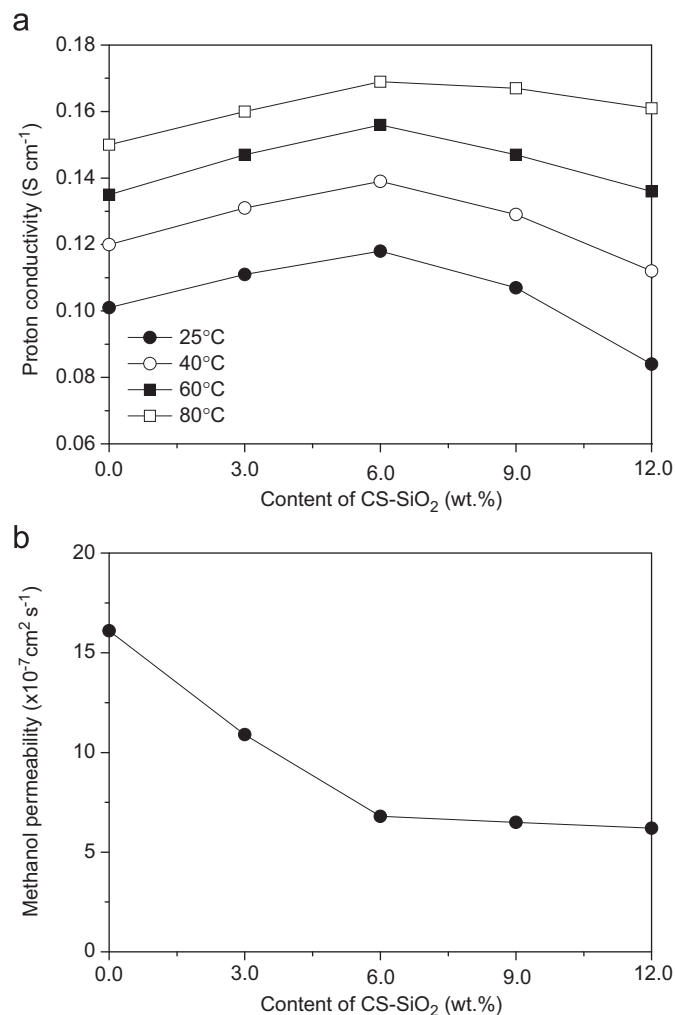 a
0.18
0.16
0.14
0.12
0.10
0.08
0.06
Proton conductivity (S cm⁻¹)
25°C
40°C
60°C
80°C
0.0 3.0 6.0 9.0 12.0
Content of CS-SiO₂ (wt.%)
b
20
15
10
5
0
Methanol permeability (x10⁻⁷cm² s⁻¹)
0.0 3.0 6.0 9.0 12.0
Content of CS-SiO₂ (wt.%)